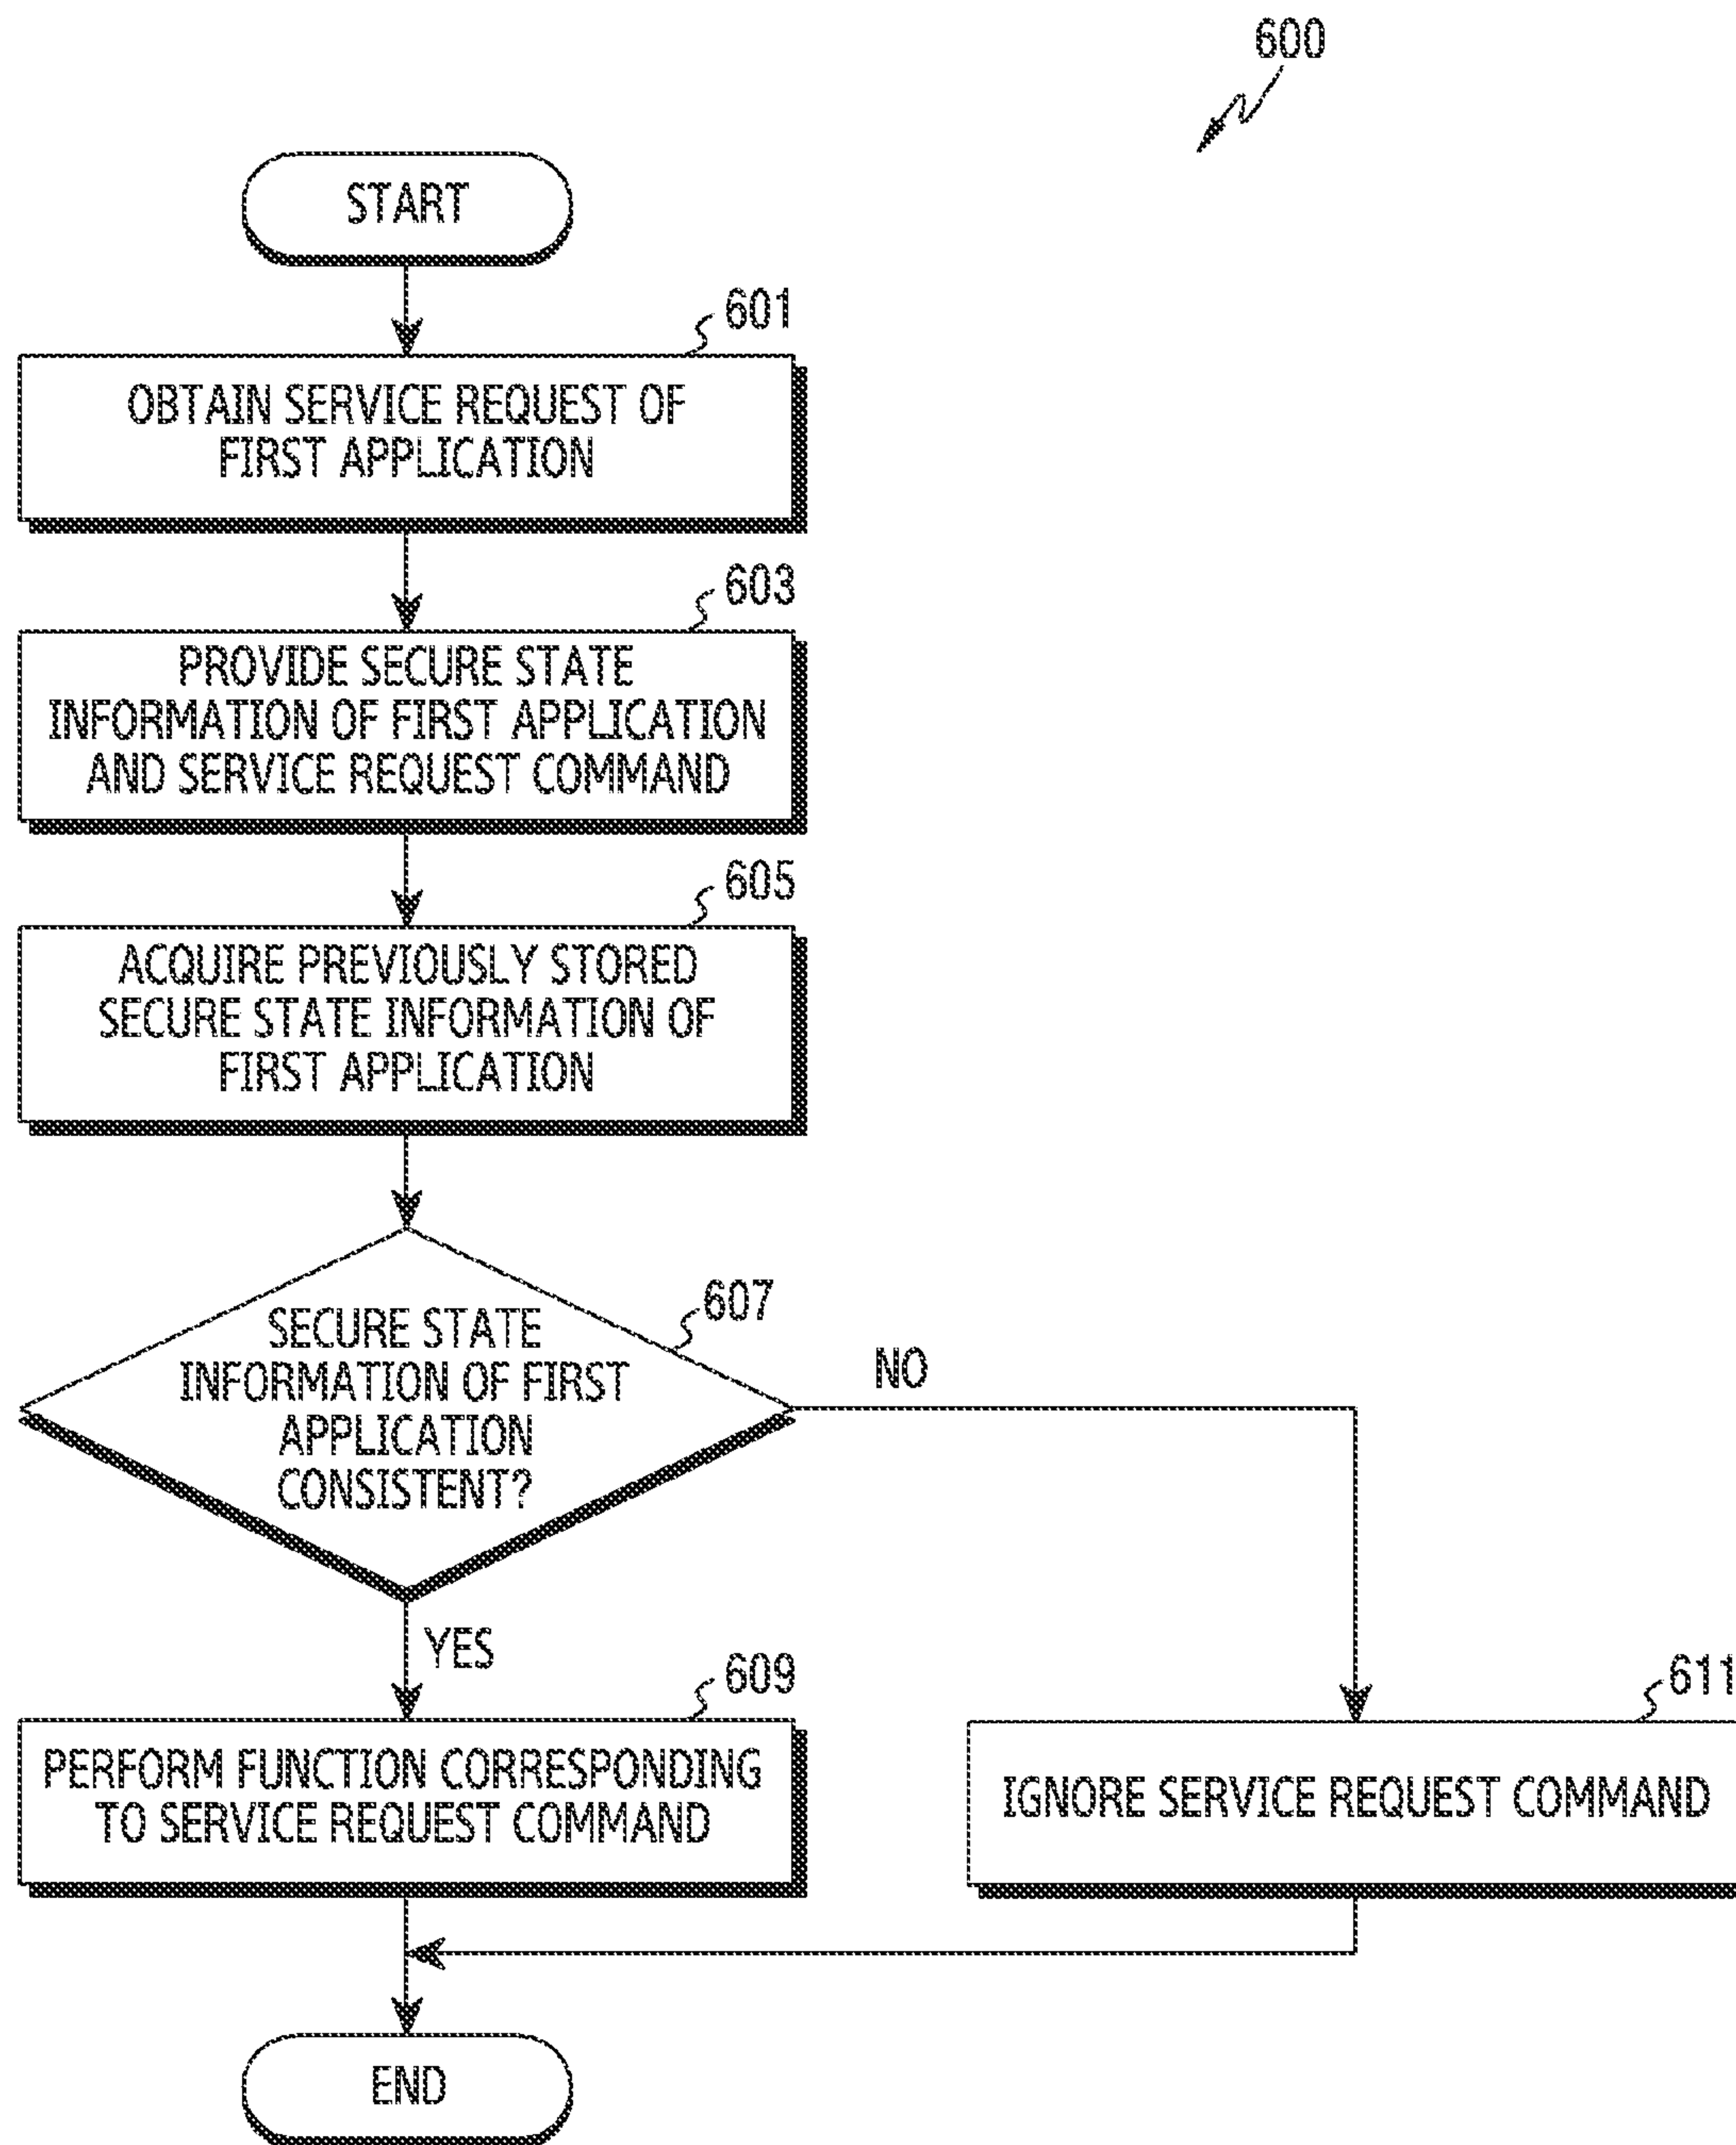 600
START
601
OBTAIN SERVICE REQUEST OF
FIRST APPLICATION
603
PROVIDE SECURE STATE
INFORMATION OF FIRST APPLICATION
AND SERVICE REQUEST COMMAND
605
ACQUIRE PREVIOUSLY STORED
SECURE STATE INFORMATION OF
FIRST APPLICATION
607
SECURE STATE
INFORMATION OF FIRST
APPLICATION
CONSISTENT?
NO
YES
609
PERFORM FUNCTION CORRESPONDING
TO SERVICE REQUEST COMMAND
611
IGNORE SERVICE REQUEST COMMAND
END